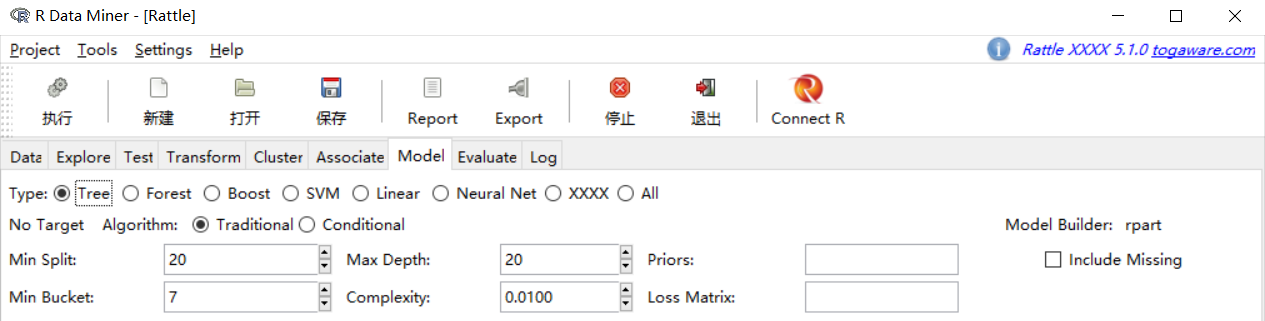 R Data Miner - [Rattle]
Project Tools Settings Help Rattle XXXX 5.1.0 togaware.com
执行 新建 打开 保存 Report Export 停止 退出 Connect R
Data Explore Test Transform Cluster Associate Model Evaluate Log
Type: Tree Forest Boost SVM Linear Neural Net XXXX All
No Target Algorithm: Traditional Conditional Model Builder: rpart
Min Split: 20 Max Depth: 20 Priors: Include Missing
Min Bucket: 7 Complexity: 0.0100 Loss Matrix: